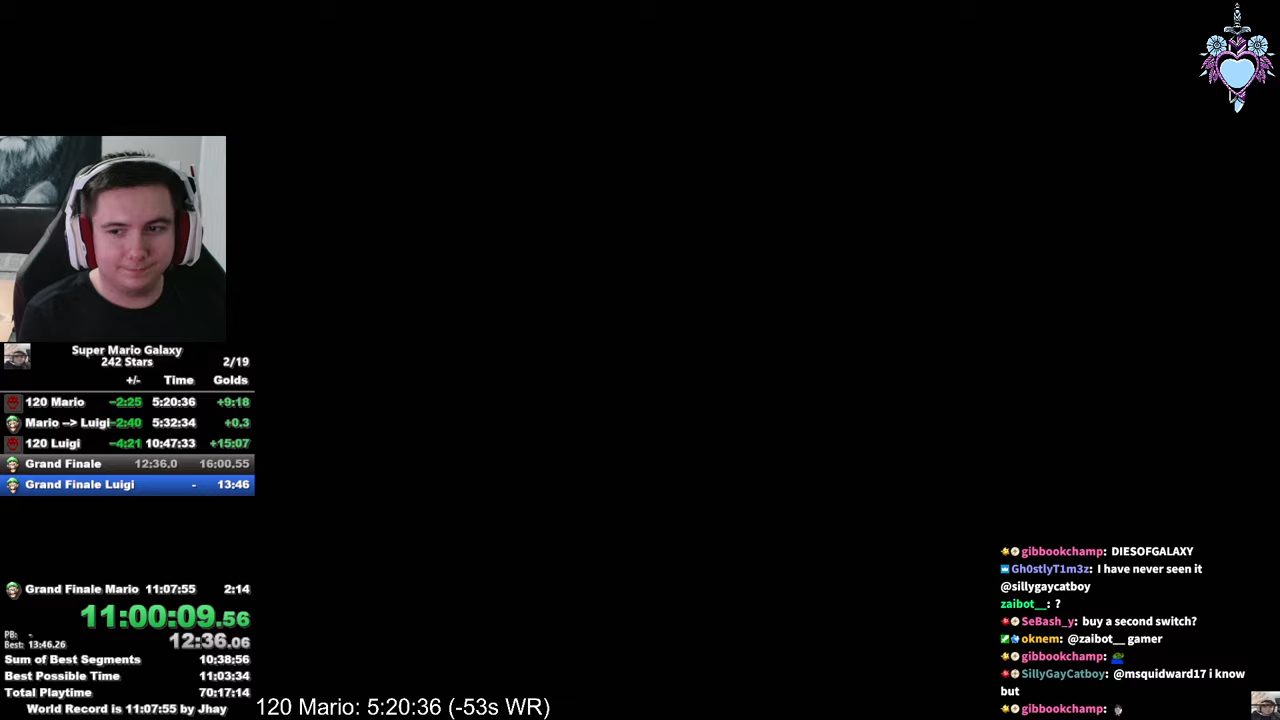 Super Mario Galaxy
242 Stars 2/19
+/- Time Golds
120 Mario −2:25 5:20:36 +9:18
Mario --> Luigi −2:40 5:32:34 +0.3
120 Luigi −4:21 10:47:33 +15:07
Grand Finale 12:36.0 16:00.55
Grand Finale Luigi - 13:46
Grand Finale Mario 11:07:55 2:14
11:00:09.56
PB: -
Best: 13:46.26 12:36.06
Sum of Best Segments 10:38:56
Best Possible Time 11:03:34
Total Playtime 70:17:14
World Record is 11:07:55 by Jhay
120 Mario: 5:20:36 (-53s WR)
gibbookchamp: DIESOFGALAXY
Gh0stlyT1m3z: I have never seen it
@sillygaycatboy
zaibot__: ?
SeBash_y: buy a second switch?
oknem: @zaibot__ gamer
gibbookchamp:
SillyGayCatboy: @msquidward17 i know
but
gibbookchamp: